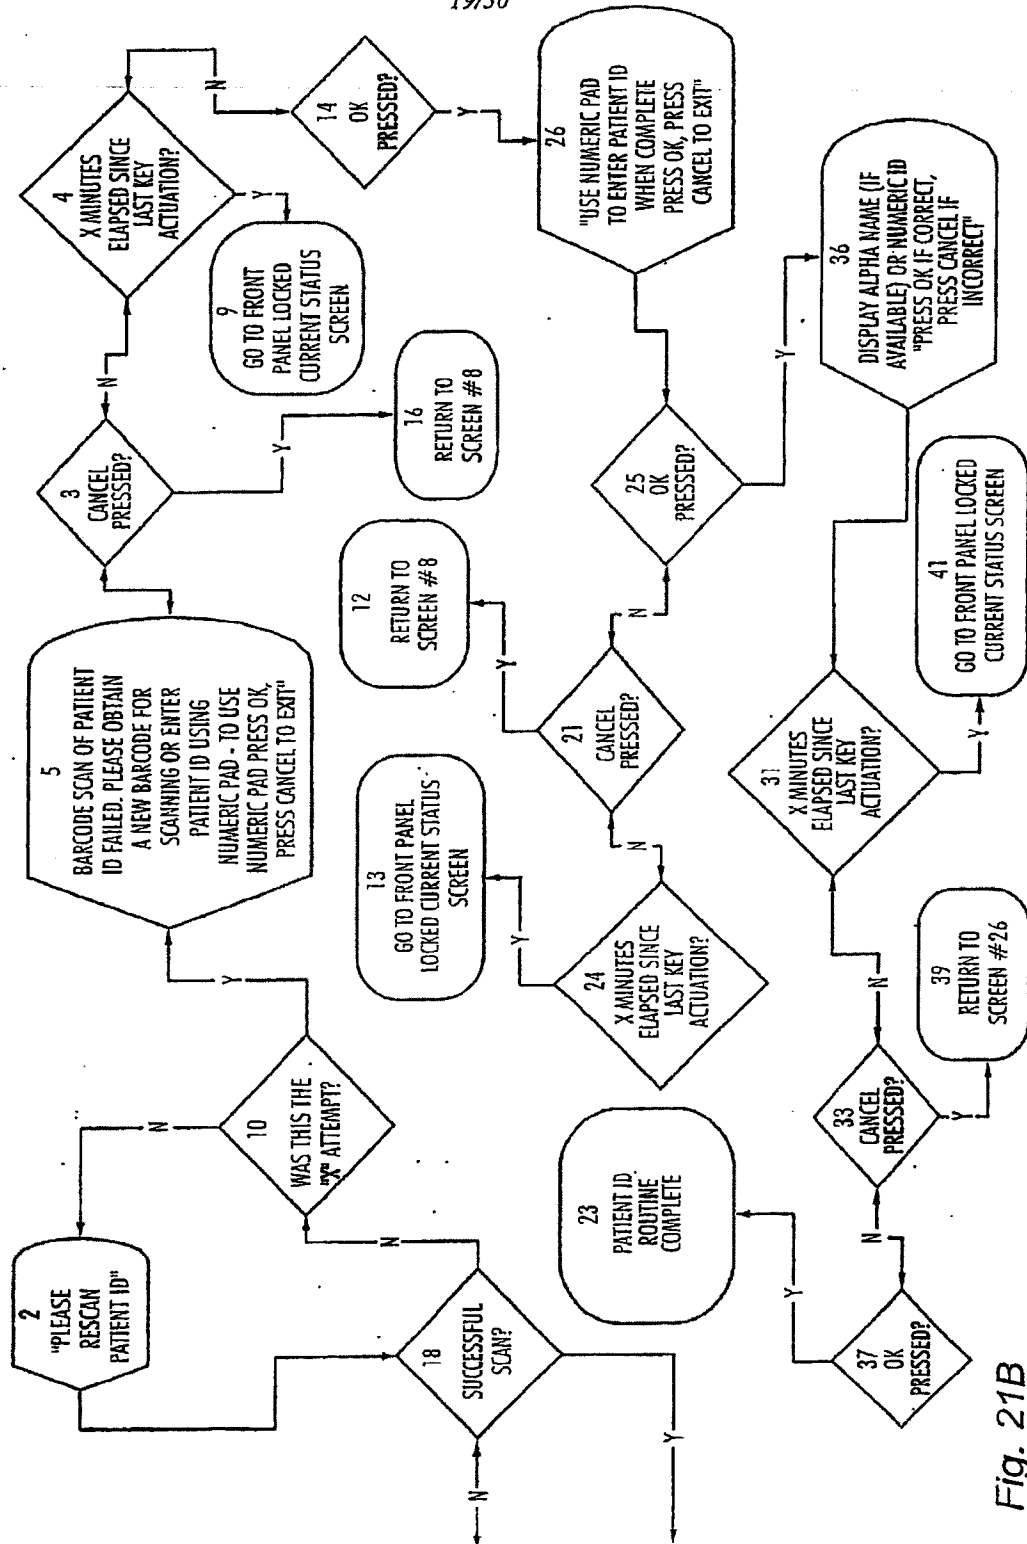 19/50
2
"PLEASE
RESCAN
PATIENT ID"
N
10
WAS THIS THE
"X" ATTEMPT?
Y
N
18
SUCCESSFUL
SCAN?
N
Y
5
BARCODE SCAN OF PATIENT
ID FAILED. PLEASE OBTAIN
A NEW BARCODE FOR
SCANNING OR ENTER
PATIENT ID USING
NUMERIC PAD - TO USE
NUMERIC PAD PRESS OK,
PRESS CANCEL TO EXIT"
3
CANCEL
PRESSED?
N
Y
16
RETURN TO
SCREEN #8
4
X MINUTES
ELAPSED SINCE
LAST KEY
ACTUATION?
Y
N
9
GO TO FRONT
PANEL LOCKED
CURRENT STATUS
SCREEN
14
OK
PRESSED?
Y
26
"USE NUMERIC PAD
TO ENTER PATIENT ID
WHEN COMPLETE
PRESS OK, PRESS
CANCEL TO EXIT"
13
GO TO FRONT PANEL
LOCKED CURRENT STATUS
SCREEN
Y
24
X MINUTES
ELAPSED SINCE
LAST KEY
ACTUATION?
N
12
RETURN TO
SCREEN #8
Y
21
CANCEL
PRESSED?
N
25
OK
PRESSED?
Y
36
DISPLAY ALPHA NAME (IF
AVAILABLE) OR NUMERIC ID
"PRESS OK IF CORRECT,
PRESS CANCEL IF
INCORRECT"
23
PATIENT ID
ROUTINE
COMPLETE
Y
37
OK
PRESSED?
N
33
CANCEL
PRESSED?
Y
N
39
RETURN TO
SCREEN #26
31
X MINUTES
ELAPSED SINCE
LAST KEY
ACTUATION?
Y
41
GO TO FRONT PANEL LOCKED
CURRENT STATUS SCREEN
Fig. 21B